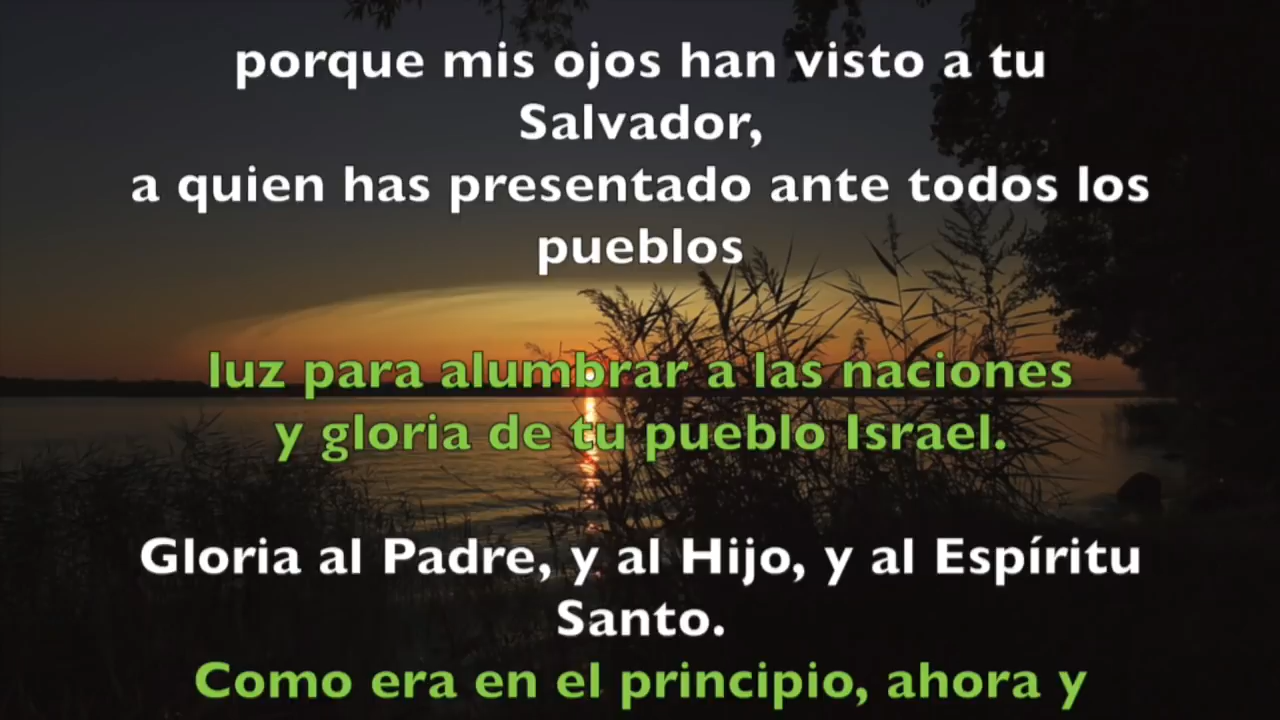 porque mis ojos han visto a tu
Salvador,
a quien has presentado ante todos los
pueblos
luz para alumbrar a las naciones
y gloria de tu pueblo Israel.
Gloria al Padre, y al Hijo, y al Espíritu
Santo.
Como era en el principio, ahora y